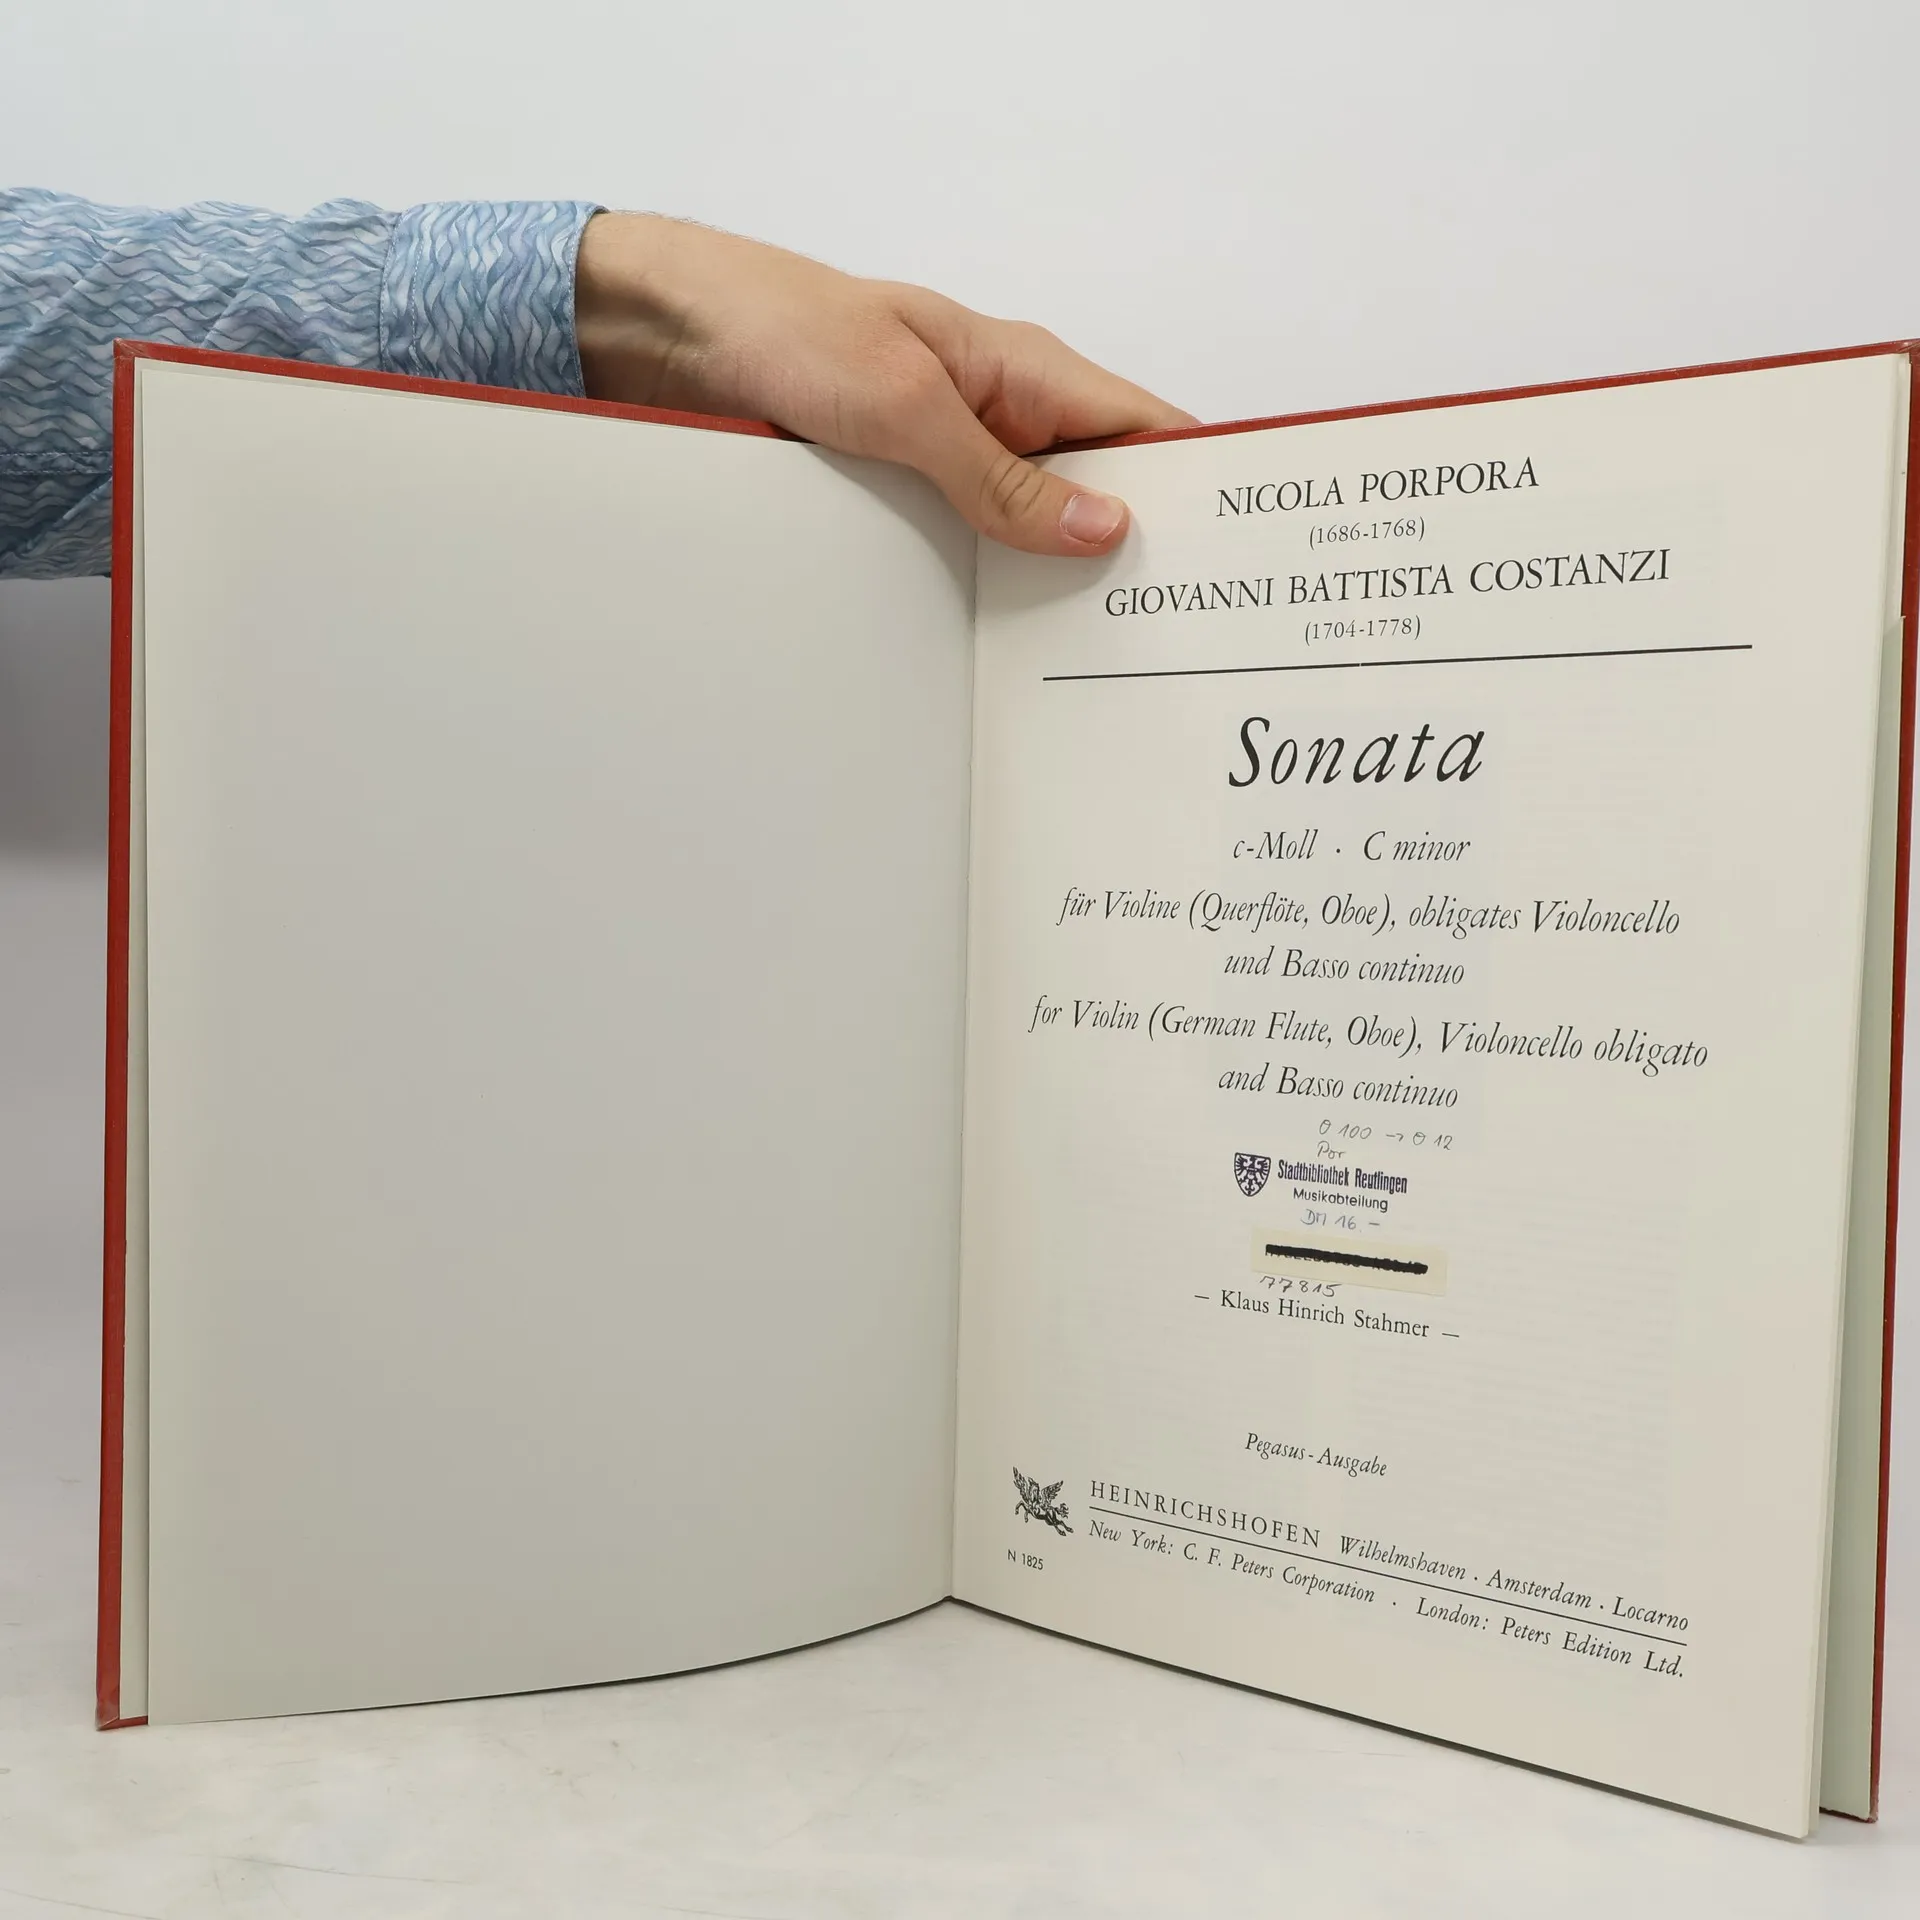 NICOLA PORPORA
(1686-1768)
GIOVANNI BATTISTA COSTANZI
(1704-1778)
Sonata
c-Moll · C minor
für Violine (Querflöte, Oboe), obligates Violoncello
und Basso continuo
for Violin (German Flute, Oboe), Violoncello obligato
and Basso continuo
θ 100 → θ 12
Por
Stadtbibliothek Reutlingen
Musikabteilung
DM 16.–
77815
— Klaus Hinrich Stahmer —
Pegasus-Ausgabe
HEINRICHSHOFEN Wilhelmshaven · Amsterdam · Locarno
New York: C. F. Peters Corporation · London: Peters Edition Ltd.
N 1825